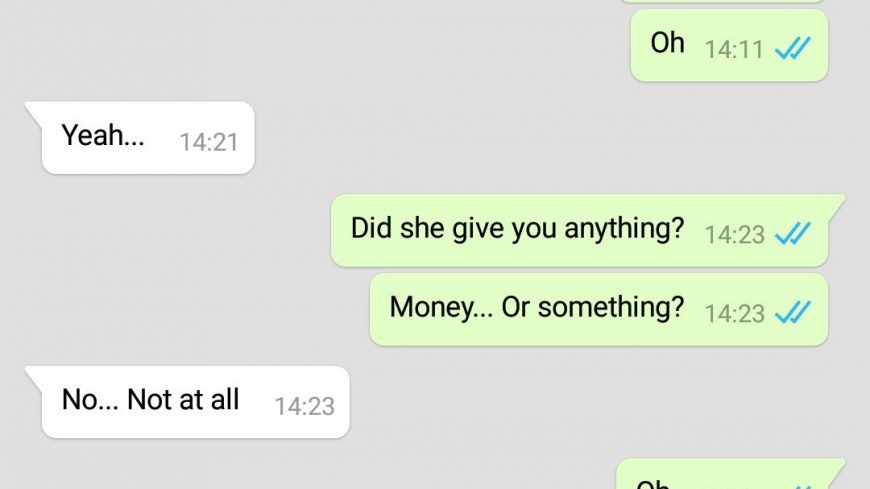 Oh 14:11
Yeah... 14:21
Did she give you anything? 14:23
Money... Or something? 14:23
No... Not at all 14:23
Oh